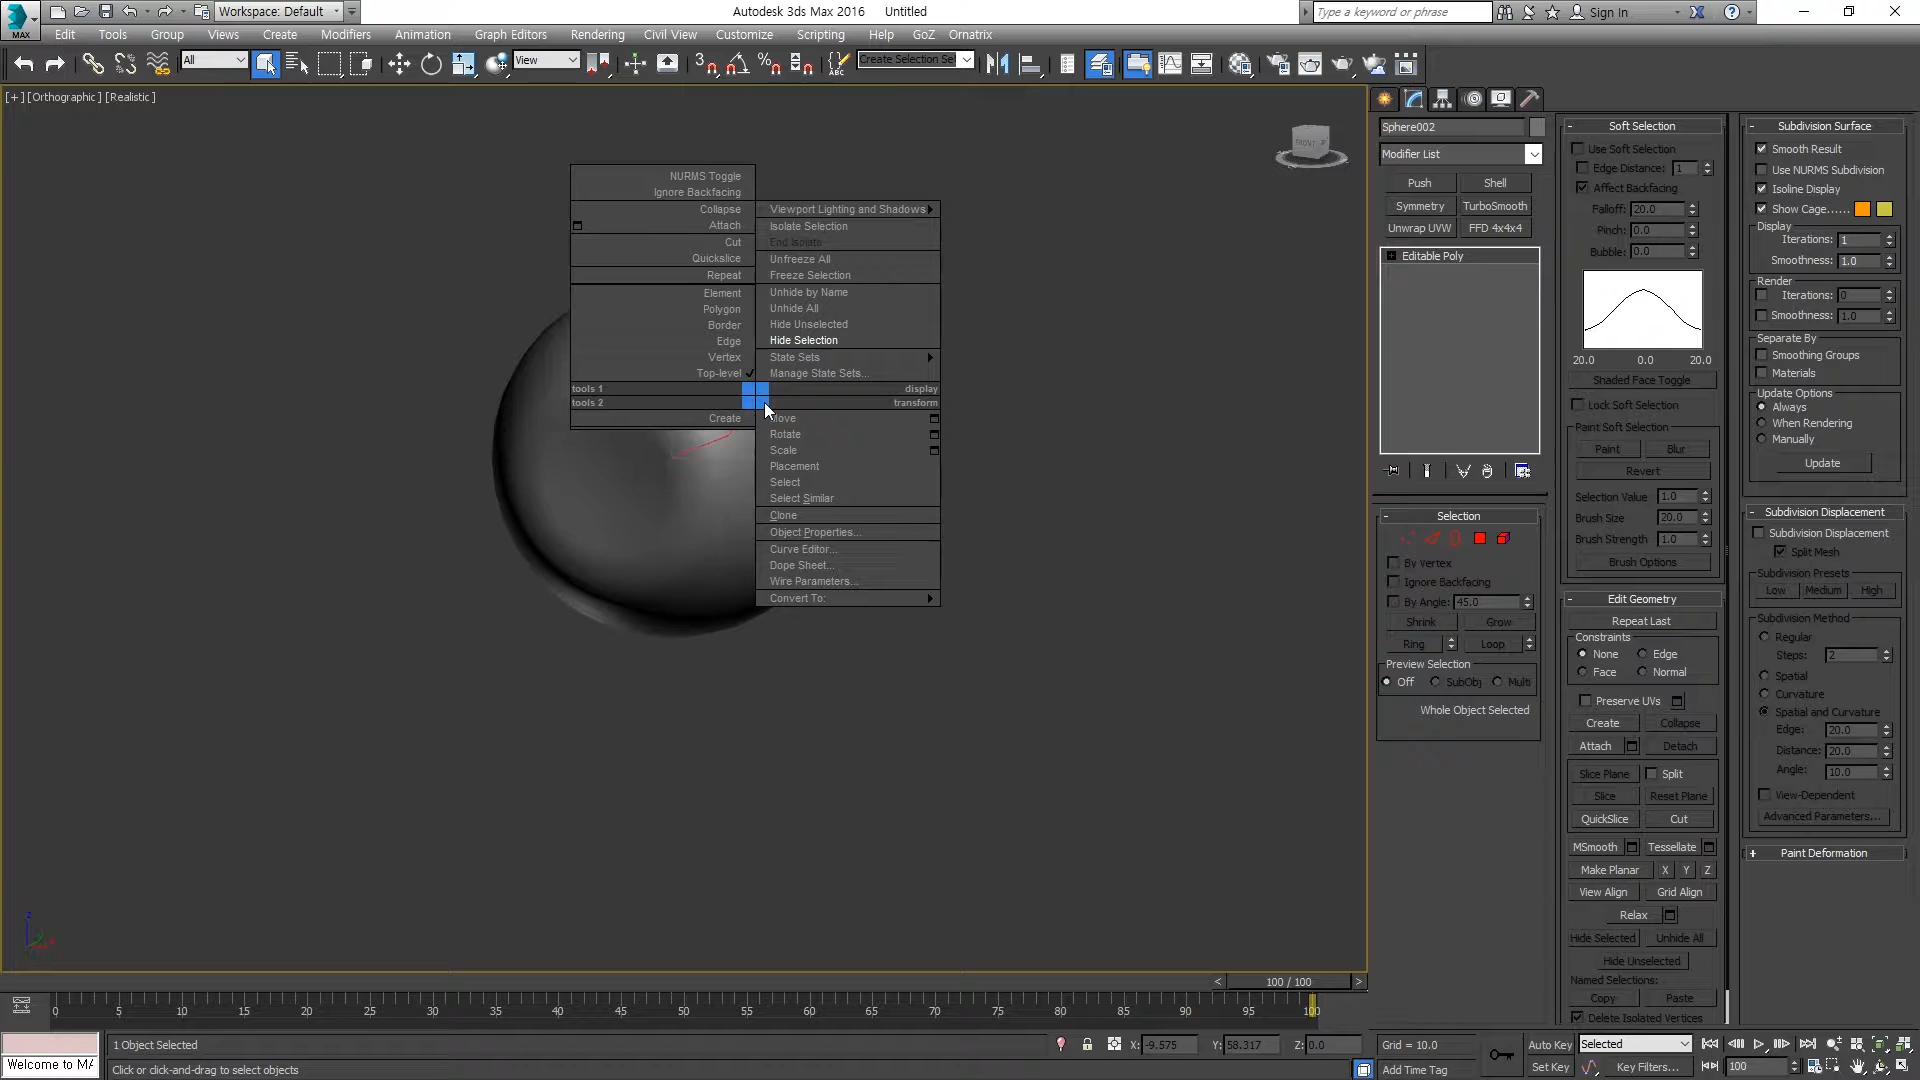 MAX
Workspace: Default
Autodesk 3ds Max 2016 Untitled
Type a keyword or phrase
Sign In
Edit Tools Group Views Create Modifiers Animation Graph Editors Rendering Civil View Customize Scripting Help GoZ Ornatrix
All
View
3
ABC
Create Selection Se
[+] [Orthographic] [Realistic]
FRONT
NURMS Toggle
Ignore Backfacing
Collapse
Attach
Cut
Quickslice
Repeat
Element
Polygon
Border
Edge
Vertex
Top-level
tools 1
tools 2
Create
Viewport Lighting and Shadows
Isolate Selection
End Isolate
Unfreeze All
Freeze Selection
Unhide by Name
Unhide All
Hide Unselected
Hide Selection
State Sets
Manage State Sets...
display
transform
Move
Rotate
Scale
Placement
Select
Select Similar
Clone
Object Properties...
Curve Editor...
Dope Sheet...
Wire Parameters...
Convert To:
Sphere002
Modifier List
Push Shell
Symmetry TurboSmooth
Unwrap UVW FFD 4x4x4
Editable Poly
Selection
By Vertex
Ignore Backfacing
By Angle: 45.0
Shrink Grow
Ring Loop
Preview Selection
Off SubObj Multi
Whole Object Selected
Soft Selection
Use Soft Selection
Edge Distance: 1
Affect Backfacing
Falloff: 20.0
Pinch: 0.0
Bubble: 0.0
20.0 0.0 20.0
Shaded Face Toggle
Lock Soft Selection
Paint Soft Selection
Paint Blur
Revert
Selection Value 1.0
Brush Size 20.0
Brush Strength 1.0
Brush Options
Edit Geometry
Repeat Last
Constraints
None Edge
Face Normal
Preserve UVs
Create Collapse
Attach Detach
Slice Plane Split
Slice Reset Plane
QuickSlice Cut
MSmooth Tessellate
Make Planar X Y Z
View Align Grid Align
Relax
Hide Selected Unhide All
Hide Unselected
Named Selections:
Copy Paste
Delete Isolated Vertices
Subdivision Surface
Smooth Result
Use NURMS Subdivision
Isoline Display
Show Cage......
Display
Iterations: 1
Smoothness: 1.0
Render
Iterations: 0
Smoothness: 1.0
Separate By
Smoothing Groups
Materials
Update Options
Always
When Rendering
Manually
Update
Subdivision Displacement
Subdivision Displacement
Split Mesh
Subdivision Presets
Low Medium High
Subdivision Method
Regular
Steps: 2
Spatial
Curvature
Spatial and Curvature
Edge: 20.0
Distance: 20.0
Angle: 10.0
View-Dependent
Advanced Parameters...
Paint Deformation
z
< 100 / 100 >
0 5 10 15 20 25 30 35 40 45 50 55 60 65 70 75 80 85 90 95 100
1 Object Selected
X: -9.575 Y: 58.317 Z: 0.0 Grid = 10.0
Auto Key Selected
Welcome to MA
Click or click-and-drag to select objects
Add Time Tag
Set Key Key Filters... 100